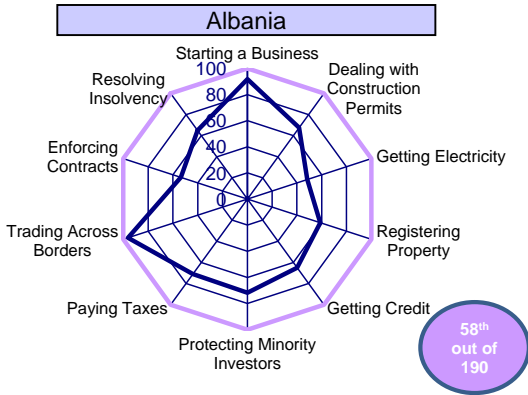 Albania
Starting a Business
Dealing with
Construction
Permits
Getting Electricity
Registering
Property
Getting Credit
Protecting Minority
Investors
Paying Taxes
Trading Across
Borders
Enforcing
Contracts
Resolving
Insolvency
100
80
60
40
20
0
58th
out of
190